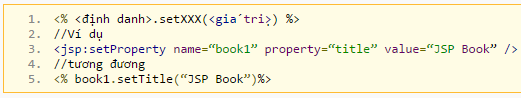 1. <% <định danh>.setXXX(<giá trị>) %>
2. //Ví dụ
3. <jsp:setProperty name=“book1” property=“title” value=“JSP Book” />
4. //tương đương
5. <% book1.setTitle(“JSP Book”)%>